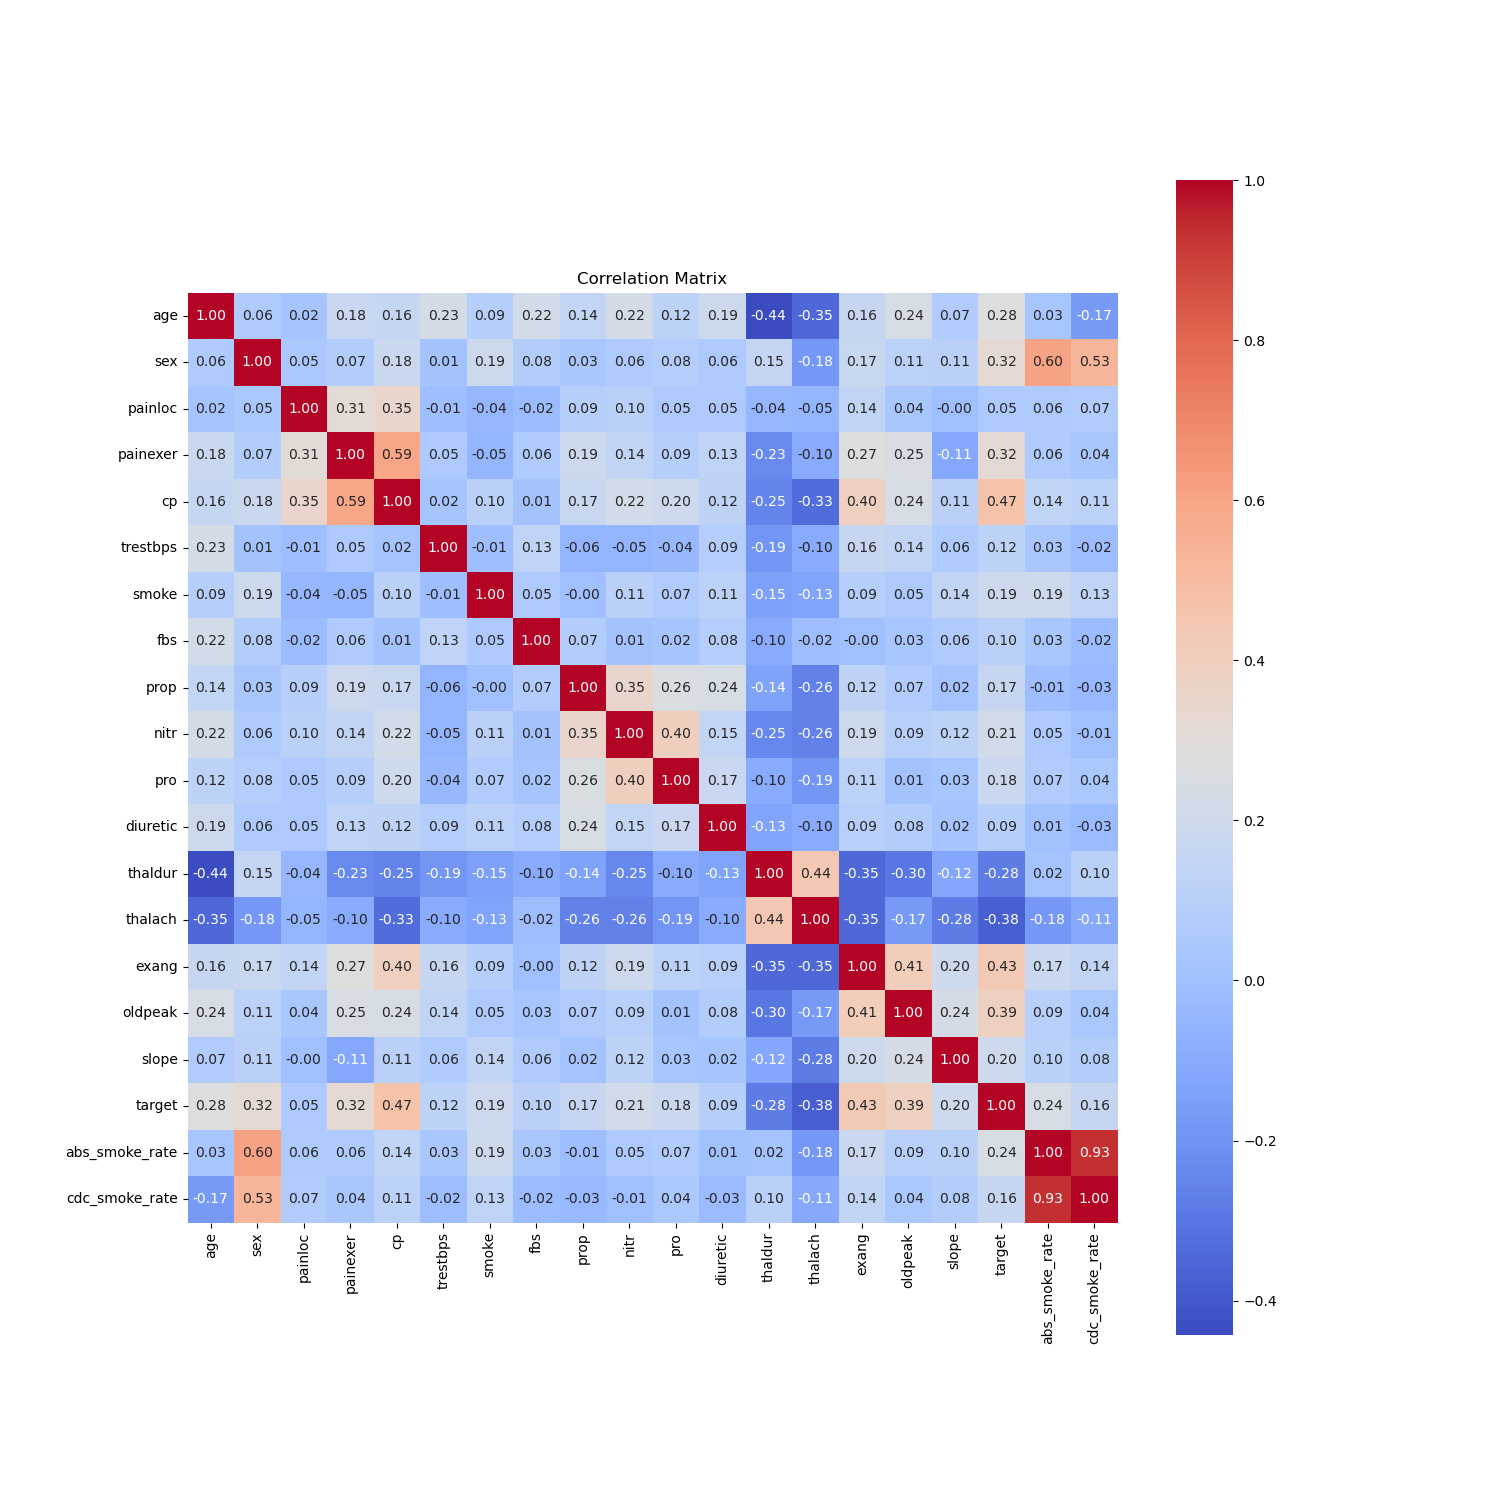 Correlation Matrix
age 1.00 0.06 0.02 0.18 0.16 0.23 0.09 0.22 0.14 0.22 0.12 0.19 -0.44 -0.35 0.16 0.24 0.07 0.28 0.03 -0.17
sex 0.06 1.00 0.05 0.07 0.18 0.01 0.19 0.08 0.03 0.06 0.08 0.06 0.15 -0.18 0.17 0.11 0.11 0.32 0.60 0.53
painloc 0.02 0.05 1.00 0.31 0.35 -0.01 -0.04 -0.02 0.09 0.10 0.05 0.05 -0.04 -0.05 0.14 0.04 -0.00 0.05 0.06 0.07
painexer 0.18 0.07 0.31 1.00 0.59 0.05 -0.05 0.06 0.19 0.14 0.09 0.13 -0.23 -0.10 0.27 0.25 -0.11 0.32 0.06 0.04
cp 0.16 0.18 0.35 0.59 1.00 0.02 0.10 0.01 0.17 0.22 0.20 0.12 -0.25 -0.33 0.40 0.24 0.11 0.47 0.14 0.11
trestbps 0.23 0.01 -0.01 0.05 0.02 1.00 -0.01 0.13 -0.06 -0.05 -0.04 0.09 -0.19 -0.10 0.16 0.14 0.06 0.12 0.03 -0.02
smoke 0.09 0.19 -0.04 -0.05 0.10 -0.01 1.00 0.05 -0.00 0.11 0.07 0.11 -0.15 -0.13 0.09 0.05 0.14 0.19 0.19 0.13
fbs 0.22 0.08 -0.02 0.06 0.01 0.13 0.05 1.00 0.07 0.01 0.02 0.08 -0.10 -0.02 -0.00 0.03 0.06 0.10 0.03 -0.02
prop 0.14 0.03 0.09 0.19 0.17 -0.06 -0.00 0.07 1.00 0.35 0.26 0.24 -0.14 -0.26 0.12 0.07 0.02 0.17 -0.01 -0.03
nitr 0.22 0.06 0.10 0.14 0.22 -0.05 0.11 0.01 0.35 1.00 0.40 0.15 -0.25 -0.26 0.19 0.09 0.12 0.21 0.05 -0.01
pro 0.12 0.08 0.05 0.09 0.20 -0.04 0.07 0.02 0.26 0.40 1.00 0.17 -0.10 -0.19 0.11 0.01 0.03 0.18 0.07 0.04
diuretic 0.19 0.06 0.05 0.13 0.12 0.09 0.11 0.08 0.24 0.15 0.17 1.00 -0.13 -0.10 0.09 0.08 0.02 0.09 0.01 -0.03
thaldur -0.44 0.15 -0.04 -0.23 -0.25 -0.19 -0.15 -0.10 -0.14 -0.25 -0.10 -0.13 1.00 0.44 -0.35 -0.30 -0.12 -0.28 0.02 0.10
thalach -0.35 -0.18 -0.05 -0.10 -0.33 -0.10 -0.13 -0.02 -0.26 -0.26 -0.19 -0.10 0.44 1.00 -0.35 -0.17 -0.28 -0.38 -0.18 -0.11
exang 0.16 0.17 0.14 0.27 0.40 0.16 0.09 -0.00 0.12 0.19 0.11 0.09 -0.35 -0.35 1.00 0.41 0.20 0.43 0.17 0.14
oldpeak 0.24 0.11 0.04 0.25 0.24 0.14 0.05 0.03 0.07 0.09 0.01 0.08 -0.30 -0.17 0.41 1.00 0.24 0.39 0.09 0.04
slope 0.07 0.11 -0.00 -0.11 0.11 0.06 0.14 0.06 0.02 0.12 0.03 0.02 -0.12 -0.28 0.20 0.24 1.00 0.20 0.10 0.08
target 0.28 0.32 0.05 0.32 0.47 0.12 0.19 0.10 0.17 0.21 0.18 0.09 -0.28 -0.38 0.43 0.39 0.20 1.00 0.24 0.16
abs_smoke_rate 0.03 0.60 0.06 0.06 0.14 0.03 0.19 0.03 -0.01 0.05 0.07 0.01 0.02 -0.18 0.17 0.09 0.10 0.24 1.00 0.93
cdc_smoke_rate -0.17 0.53 0.07 0.04 0.11 -0.02 0.13 -0.02 -0.03 -0.01 0.04 -0.03 0.10 -0.11 0.14 0.04 0.08 0.16 0.93 1.00
age sex painloc painexer cp trestbps smoke fbs prop nitr pro diuretic thaldur thalach exang oldpeak slope target abs_smoke_rate cdc_smoke_rate
1.0
0.8
0.6
0.4
0.2
0.0
−0.2
−0.4